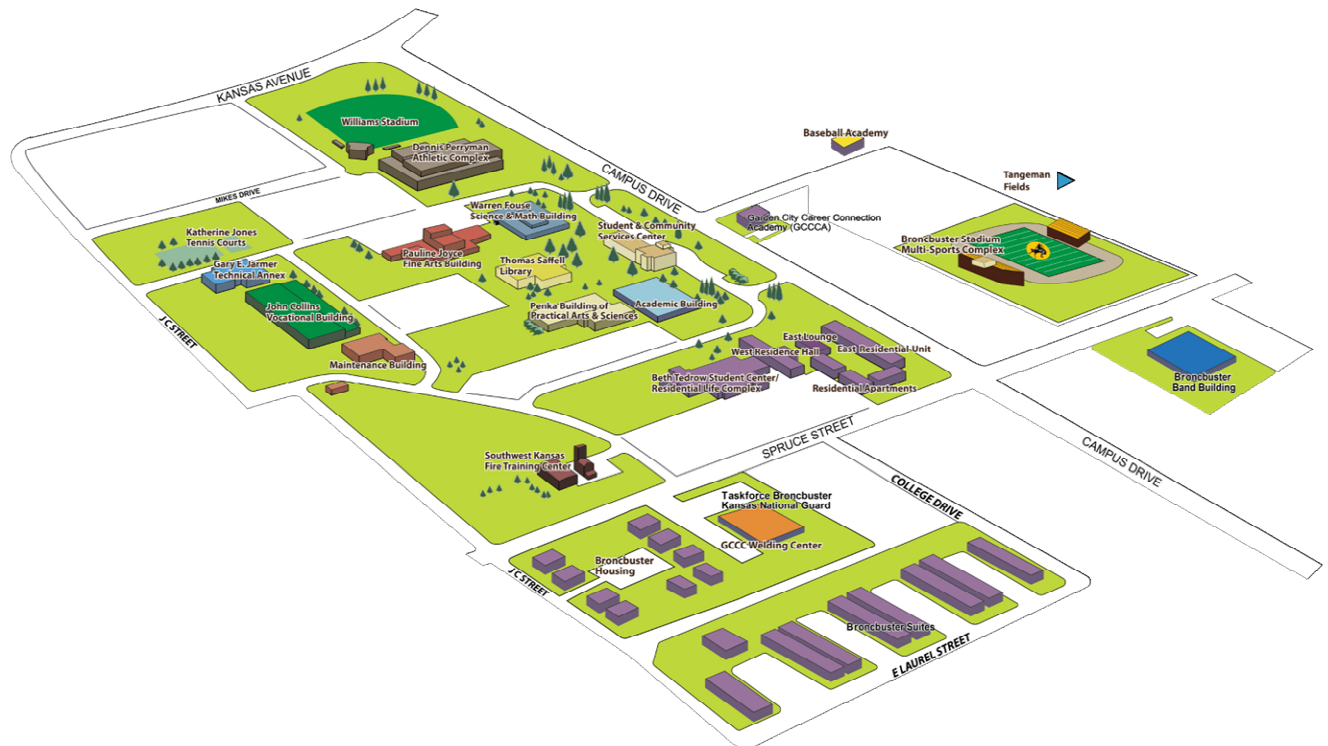 KANSAS AVENUE
Williams Stadium
Dennis Perryman
Athletic Complex
Baseball Academy
CAMPUS DRIVE
Tangeman
Fields
MIKES DRIVE
Warren Fouse
Science & Math Building
Garden City Career Connection
Academy (GCCCA)
Katherine Jones
Tennis Courts
Student & Community
Services Center
Broncbuster Stadium
Multi-Sports Complex
Pauline Joyce
Fine Arts Building
Thomas Saffell
Library
Gary E. Jarmer
Technical Annex
John Collins
Vocational Building
Penka Building of
Practical Arts & Sciences
Academic Building
J C STREET
Maintenance Building
East Lounge
West Residence Hall
East Residential Unit
Beth Tedrow Student Center/
Residential Life Complex
Residential Apartments
Broncbuster
Band Building
SPRUCE STREET
CAMPUS DRIVE
Southwest Kansas
Fire Training Center
COLLEGE DRIVE
Taskforce Broncbuster
Kansas National Guard
GCCC Welding Center
Broncbuster
Housing
J C STREET
Broncbuster Suites
E LAUREL STREET